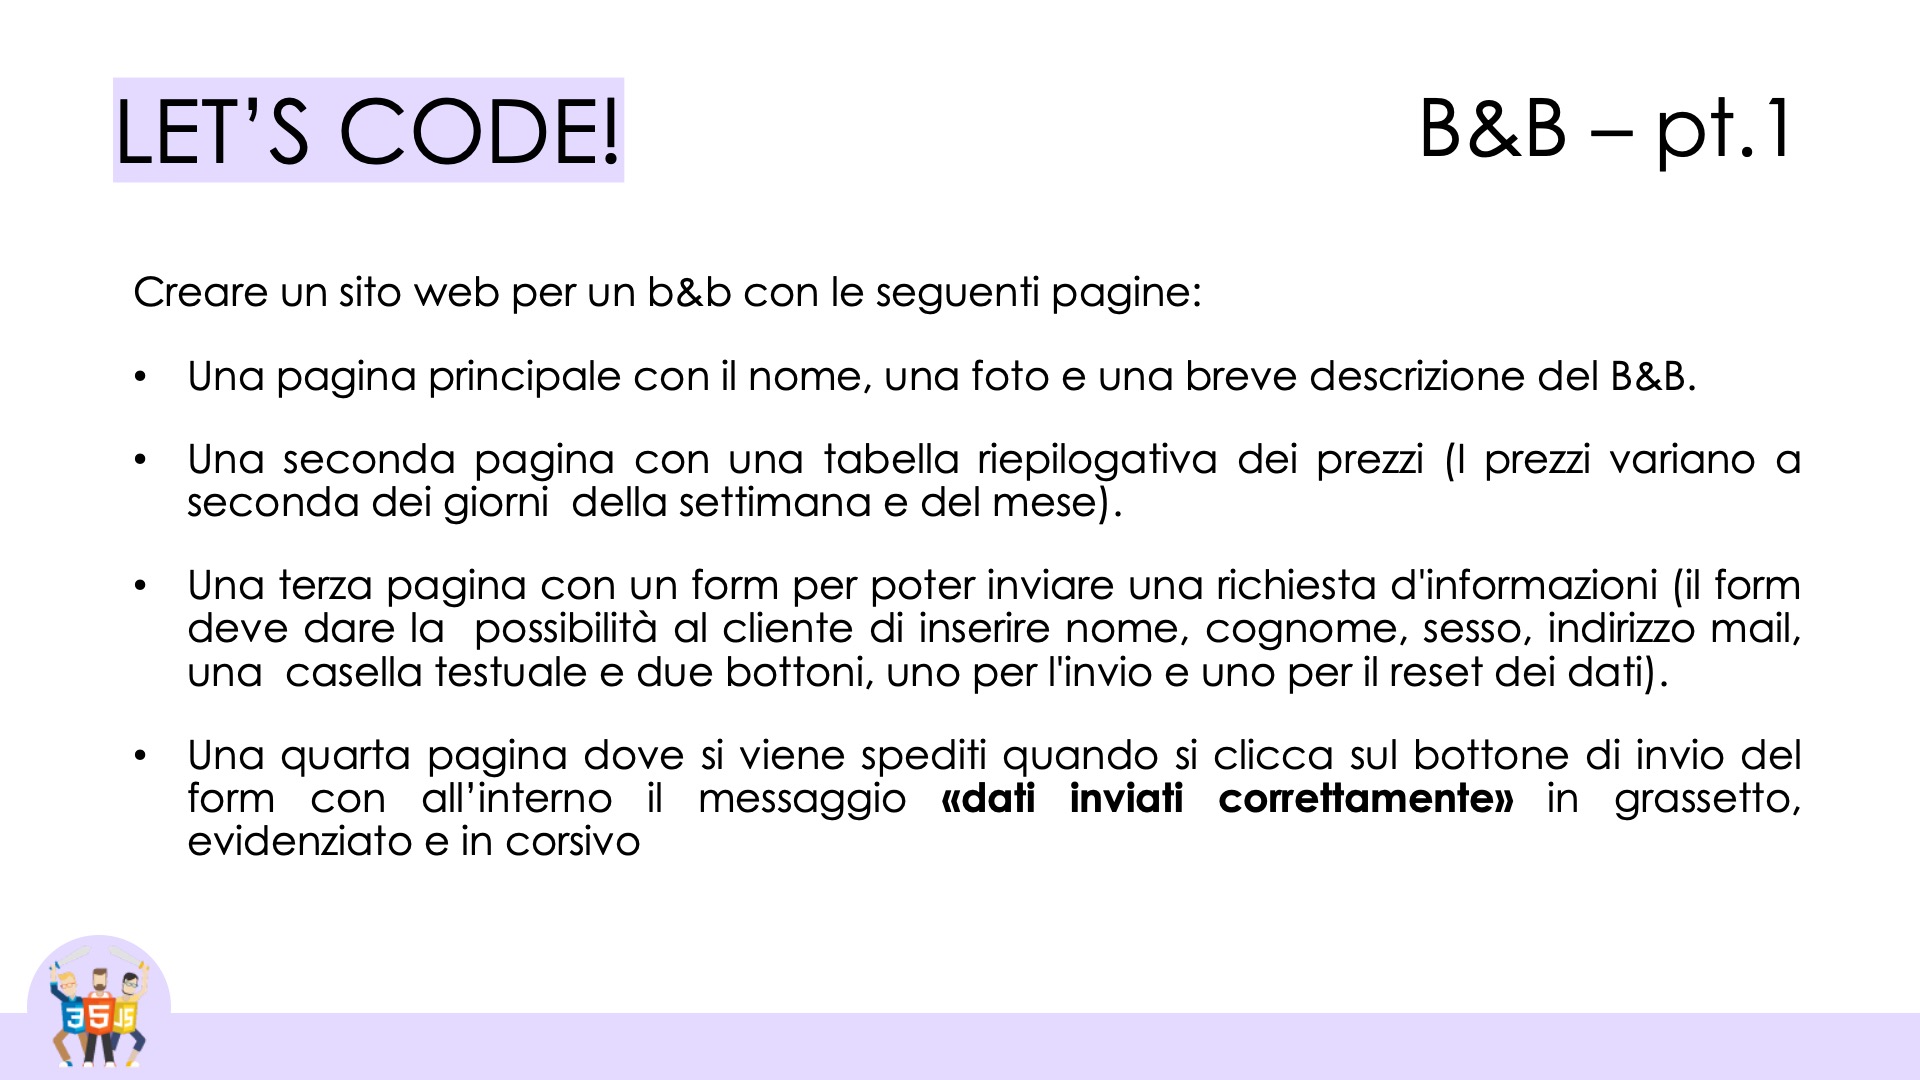 LET’S CODE!
B&B – pt.1
Creare un sito web per un b&b con le seguenti pagine:
• Una pagina principale con il nome, una foto e una breve descrizione del B&B.
• Una seconda pagina con una tabella riepilogativa dei prezzi (I prezzi variano a
seconda dei giorni  della settimana e del mese).
• Una terza pagina con un form per poter inviare una richiesta d'informazioni (il form
deve dare la  possibilità al cliente di inserire nome, cognome, sesso, indirizzo mail,
una  casella testuale e due bottoni, uno per l'invio e uno per il reset dei dati).
• Una quarta pagina dove si viene spediti quando si clicca sul bottone di invio del
form con all’interno il messaggio «dati inviati correttamente» in grassetto,
evidenziato e in corsivo
3 5 JS